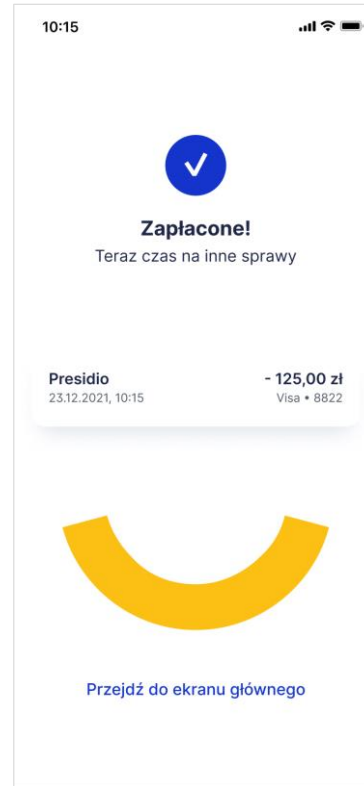 10:15
Zapłacone!
Teraz czas na inne sprawy
Presidio - 125,00 zł
23.12.2021, 10:15 Visa • 8822
Przejdź do ekranu głównego